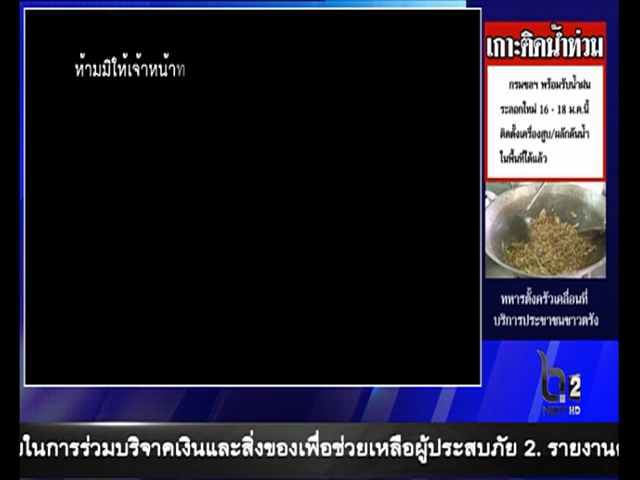 ห้ามมิให้เจ้าหน้าท
เกาะติดน้ำท่วม
กรมชลฯ พร้อมรับน้ำฝน
ระลอกใหม่ 16 - 18 ม.ค.นี้
ติดตั้งเครื่องสูบ/ผลักดันน้ำ
ในพื้นที่ใต้แล้ว
ทหารตั้งครัวเคลื่อนที่
บริการประชาชนชาวตรัง
2
NET HD
ในการร่วมบริจาคเงินและสิ่งของเพื่อช่วยเหลือผู้ประสบภัย 2. รายงาน